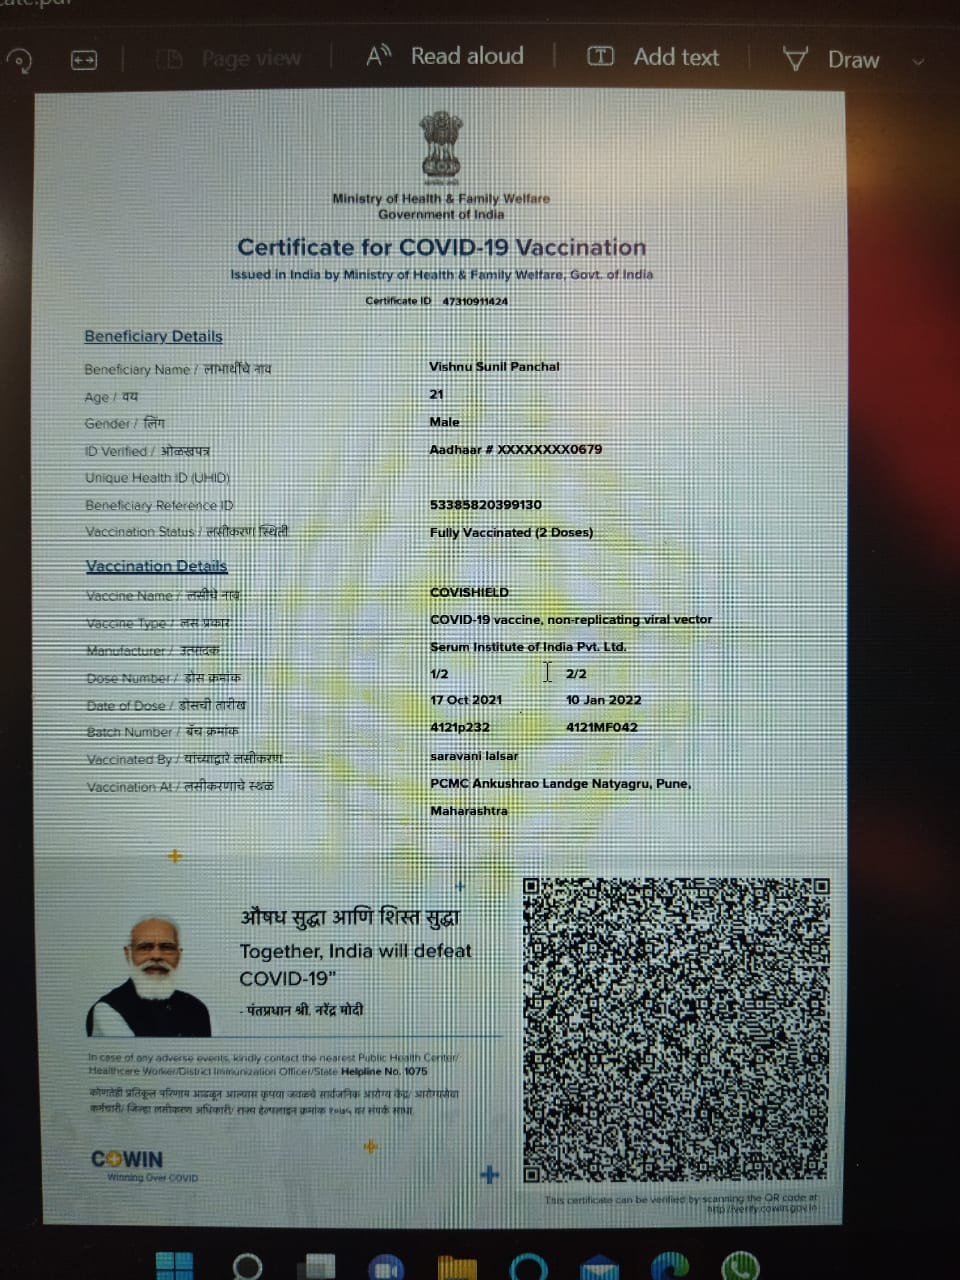 Page view
Read aloud
Add text
Draw
Ministry of Health & Family Welfare
Government of India
Certificate for COVID-19 Vaccination
Issued in India by Ministry of Health & Family Welfare, Govt. of India
Certificate ID 47310911424
Beneficiary Details
Beneficiary Name / लाभार्थीचे नाव Vishnu Sunil Panchal
Age / वय 21
Gender / लिंग Male
ID Verified / ओळखपत्र Aadhaar # XXXXXXXX0679
Unique Health ID (UHID)
Beneficiary Reference ID 53385820399130
Vaccination Status / लसीकरण स्थिती Fully Vaccinated (2 Doses)
Vaccination Details
Vaccine Name / लसीचे नाव COVISHIELD
Vaccine Type / लस प्रकार COVID-19 vaccine, non-replicating viral vector
Manufacturer / उत्पादक Serum Institute of India Pvt. Ltd.
Dose Number / डोस क्रमांक 1/2 2/2
Date of Dose / डोसची तारीख 17 Oct 2021 10 Jan 2022
Batch Number / बॅच क्रमांक 4121p232 4121MF042
Vaccinated By / यांच्याद्वारे लसीकरण saravani lalsar
Vaccination At / लसीकरणाचे स्थळ PCMC Ankushrao Landge Natyagru, Pune,
Maharashtra
औषध सुद्धा आणि शिस्त सुद्धा
Together, India will defeat
COVID-19”
- पंतप्रधान श्री. नरेंद्र मोदी
In case of any adverse events, kindly contact the nearest Public Health Center/
Healthcare Worker/District Immunization Officer/State Helpline No. 1075
कोणतेही प्रतिकूल परिणाम आढळून आल्यास कृपया जवळचे सार्वजनिक आरोग्य केंद्र/ आरोग्यसेवा
कर्मचारी/ जिल्हा लसीकरण अधिकारी/ राज्य हेल्पलाइन क्रमांक १०७५ वर संपर्क साधा
COWIN
Winning Over COVID
This certificate can be verified by scanning the QR code at
http://verify.cowin.gov.in